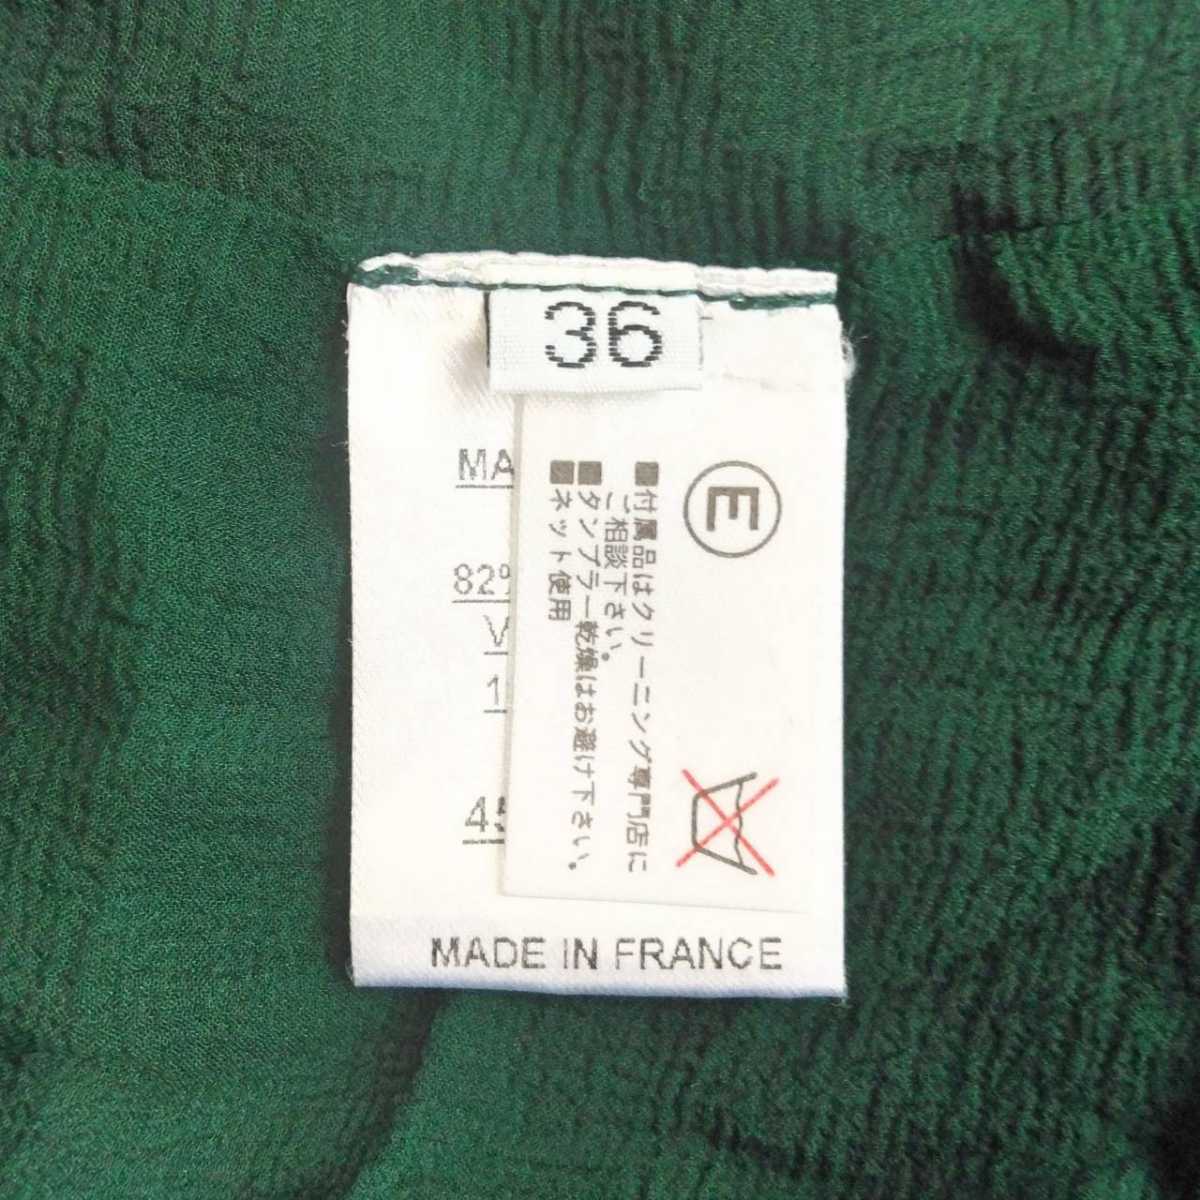 36
MA
82%
V
1
45
E
■付属品はクリーニング専門店に
ご相談下さい。
■タンブラー乾燥はお避け下さい。
■ネット使用
MADE IN FRANCE